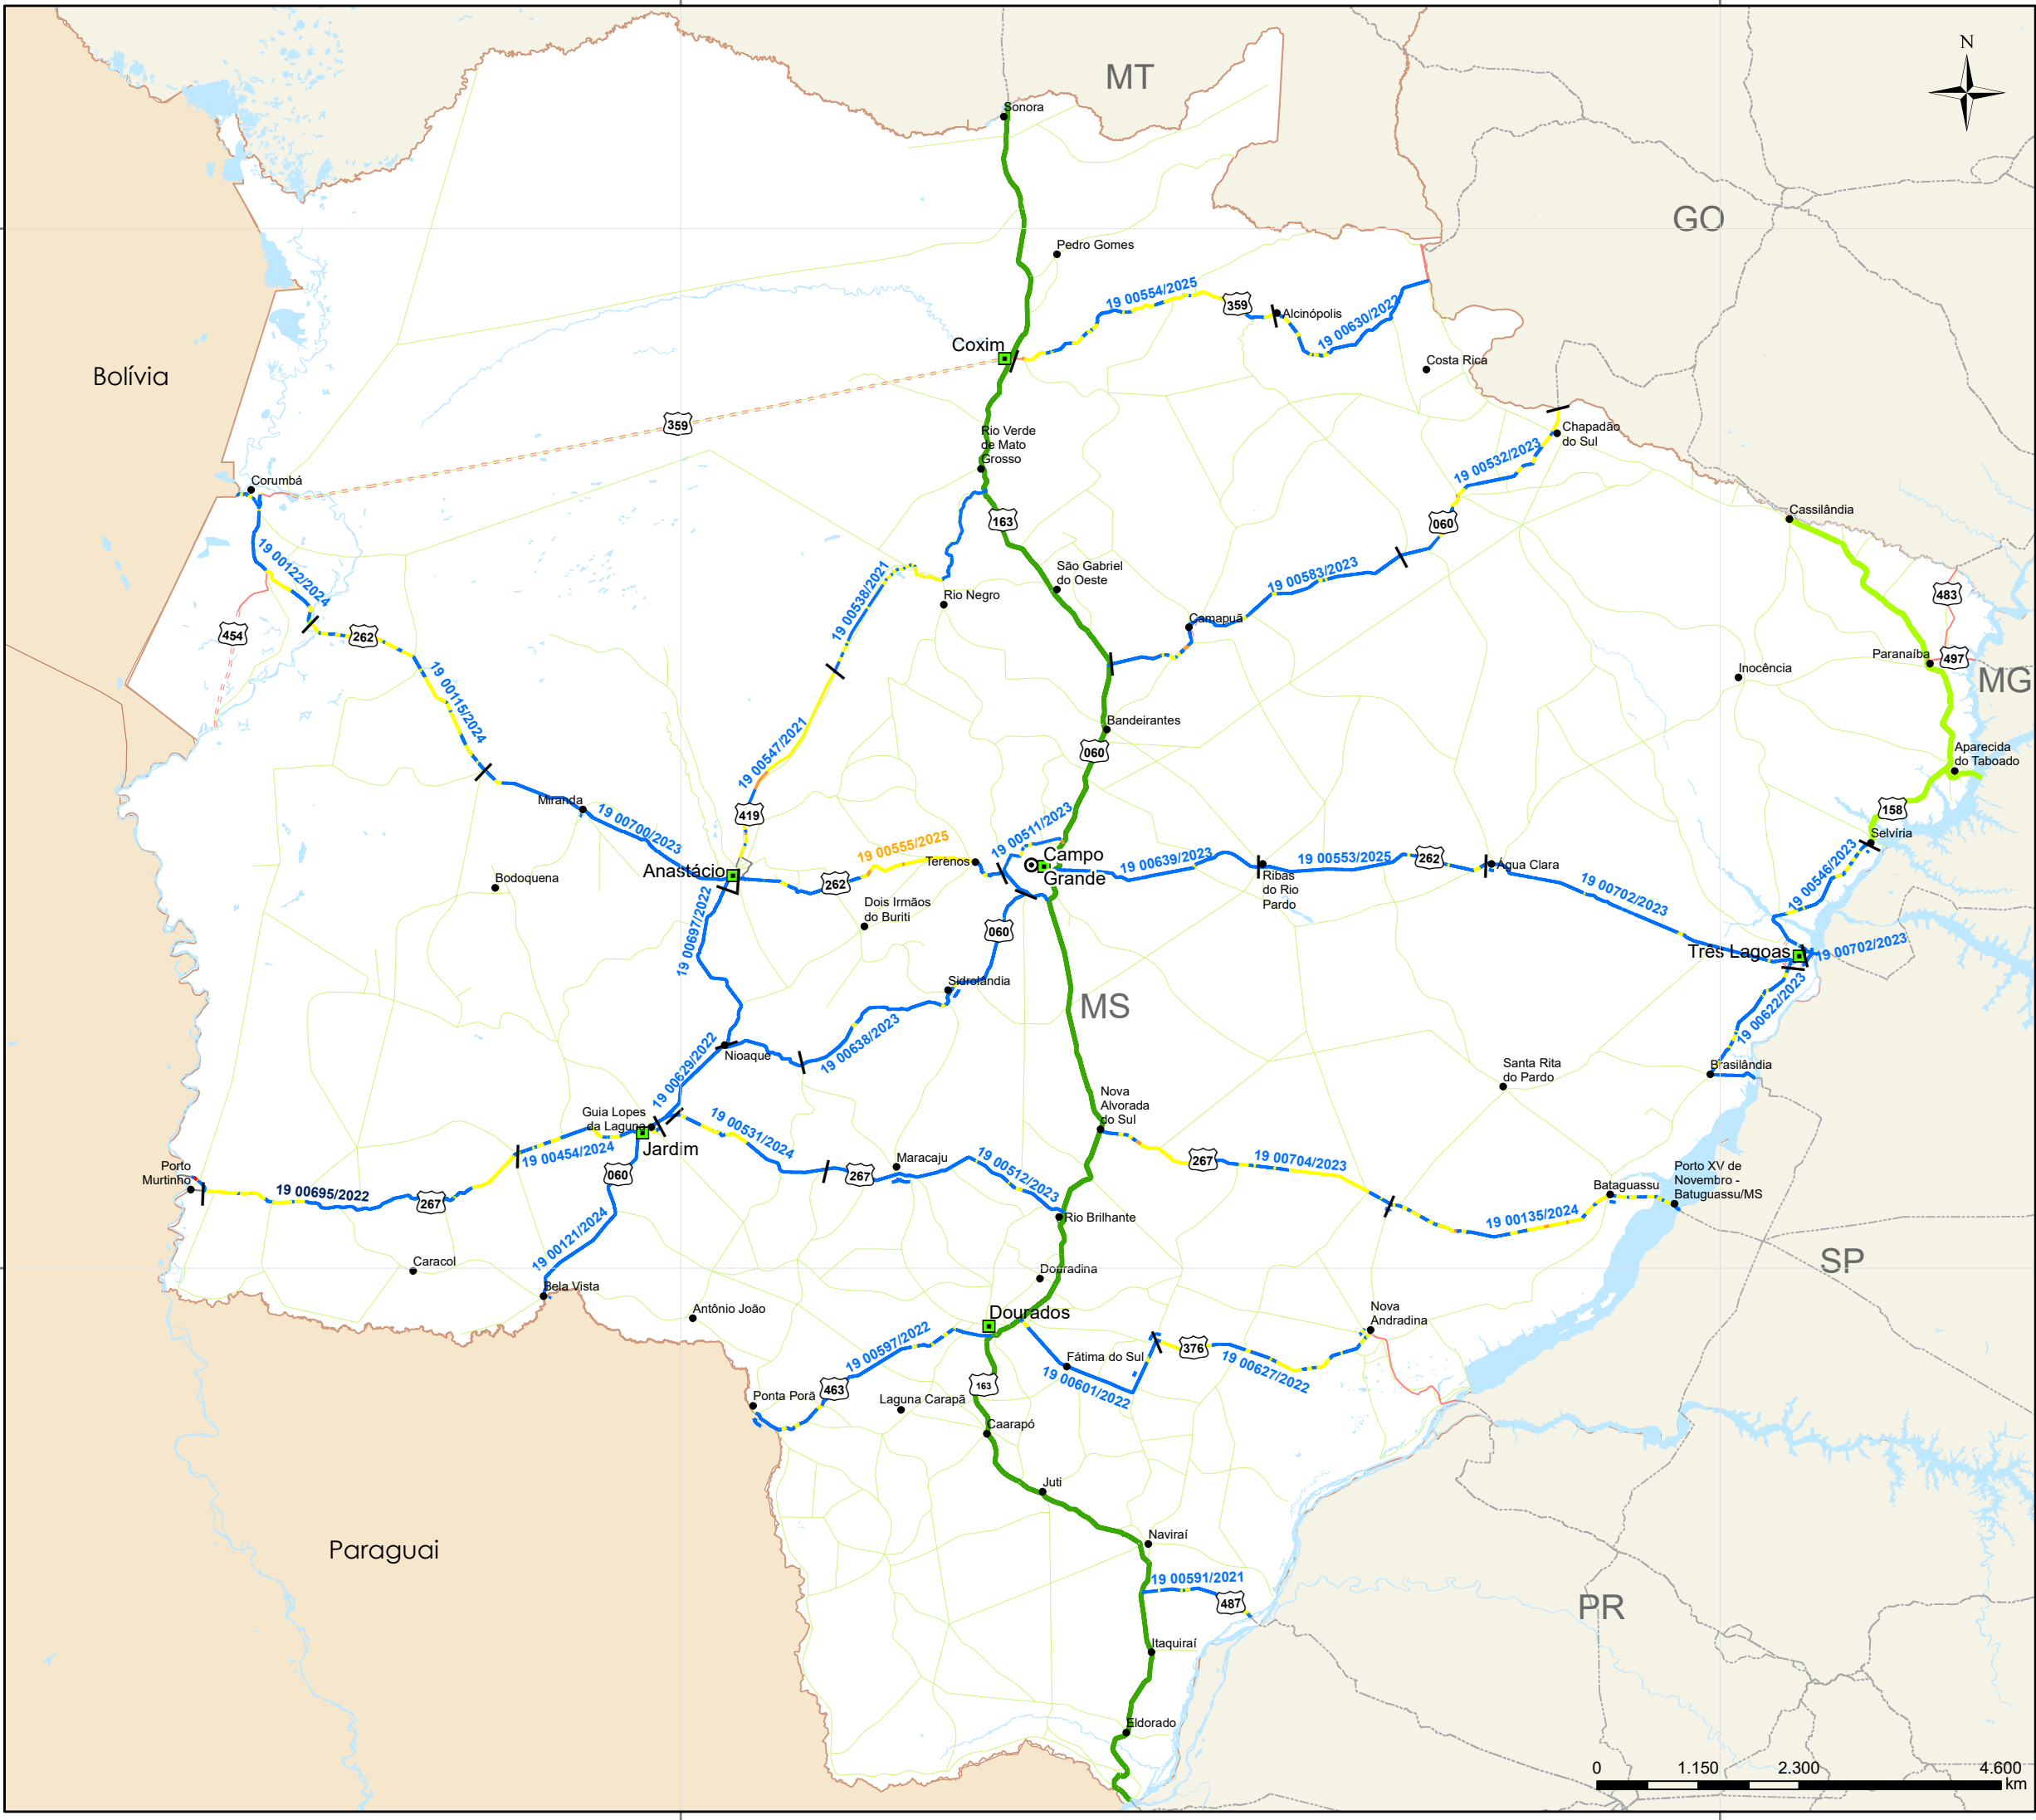 N
MT
Sonora
GO
Pedro Gomes
19 00554/2025
359
Alcinópolis
19 00630/2022
Coxim
Costa Rica
Bolívia
359
Rio Verde
de Mato
Grosso
Chapadão
do Sul
19 00532/2023
Corumbá
163
060
Cassilândia
19 00122/2024
São Gabriel
do Oeste
19 00583/2023
19 00538/2021
Rio Negro
483
454
262
Camapuã
Paranaíba
497
Inocência
MG
19 00115/2024
Bandeirantes
060
19 00547/2021
Aparecida
do Taboado
Miranda
419
158
19 00700/2023
19 00511/2023
Selvíria
19 00555/2025
Terenos
Campo
Grande
19 00639/2023
19 00553/2025
262
Água Clara
19 00546/2023
Anastácio
262
Bodoquena
Ribas
do Rio
Pardo
19 00702/2023
Dois Irmãos
do Buriti
060
19 00697/2022
Três Lagoas
19 00702/2023
Sidrolândia
MS
19 00622/2023
19 00638/2023
Nioaque
19 00629/2022
Santa Rita
do Pardo
Brasilândia
Nova
Alvorada
do Sul
Guia Lopes
da Laguna
19 00531/2024
Jardim
19 00454/2024
Maracaju
19 00512/2023
267
267
19 00704/2023
Porto
Murtinho
060
Porto XV de
Novembro -
Batuguassu/MS
Bataguassu
19 00695/2022
267
19 00135/2024
Rio Brilhante
19 00121/2024
SP
Caracol
Douradina
Bela Vista
Antônio João
Dourados
Nova
Andradina
19 00597/2022
376
Fátima do Sul
19 00627/2022
19 00601/2022
463
163
Ponta Porã
Laguna Carapã
Caarapó
Juti
Naviraí
Paraguai
19 00591/2021
487
PR
Itaquiraí
Eldorado
0 1.150 2.300 4.600
km